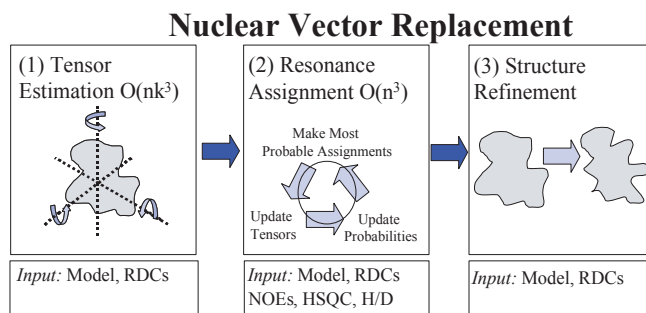 Nuclear Vector Replacement
(1) Tensor
Estimation O(nk³)
(2) Resonance
Assignment O(n³)
Make Most
Probable Assignments
Update
Tensors
Update
Probabilities
(3) Structure
Refinement
Input: Model, RDCs
Input: Model, RDCs
NOEs, HSQC, H/D
Input: Model, RDCs